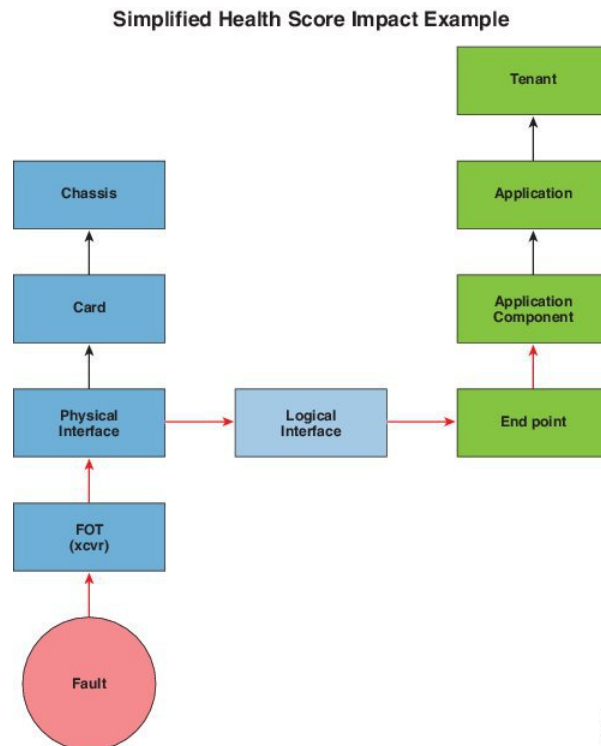 Simplified Health Score Impact Example
Tenant
Chassis
Application
Card
Application
Component
Physical
Interface
Logical
Interface
End point
FOT
(xcvr)
Fault